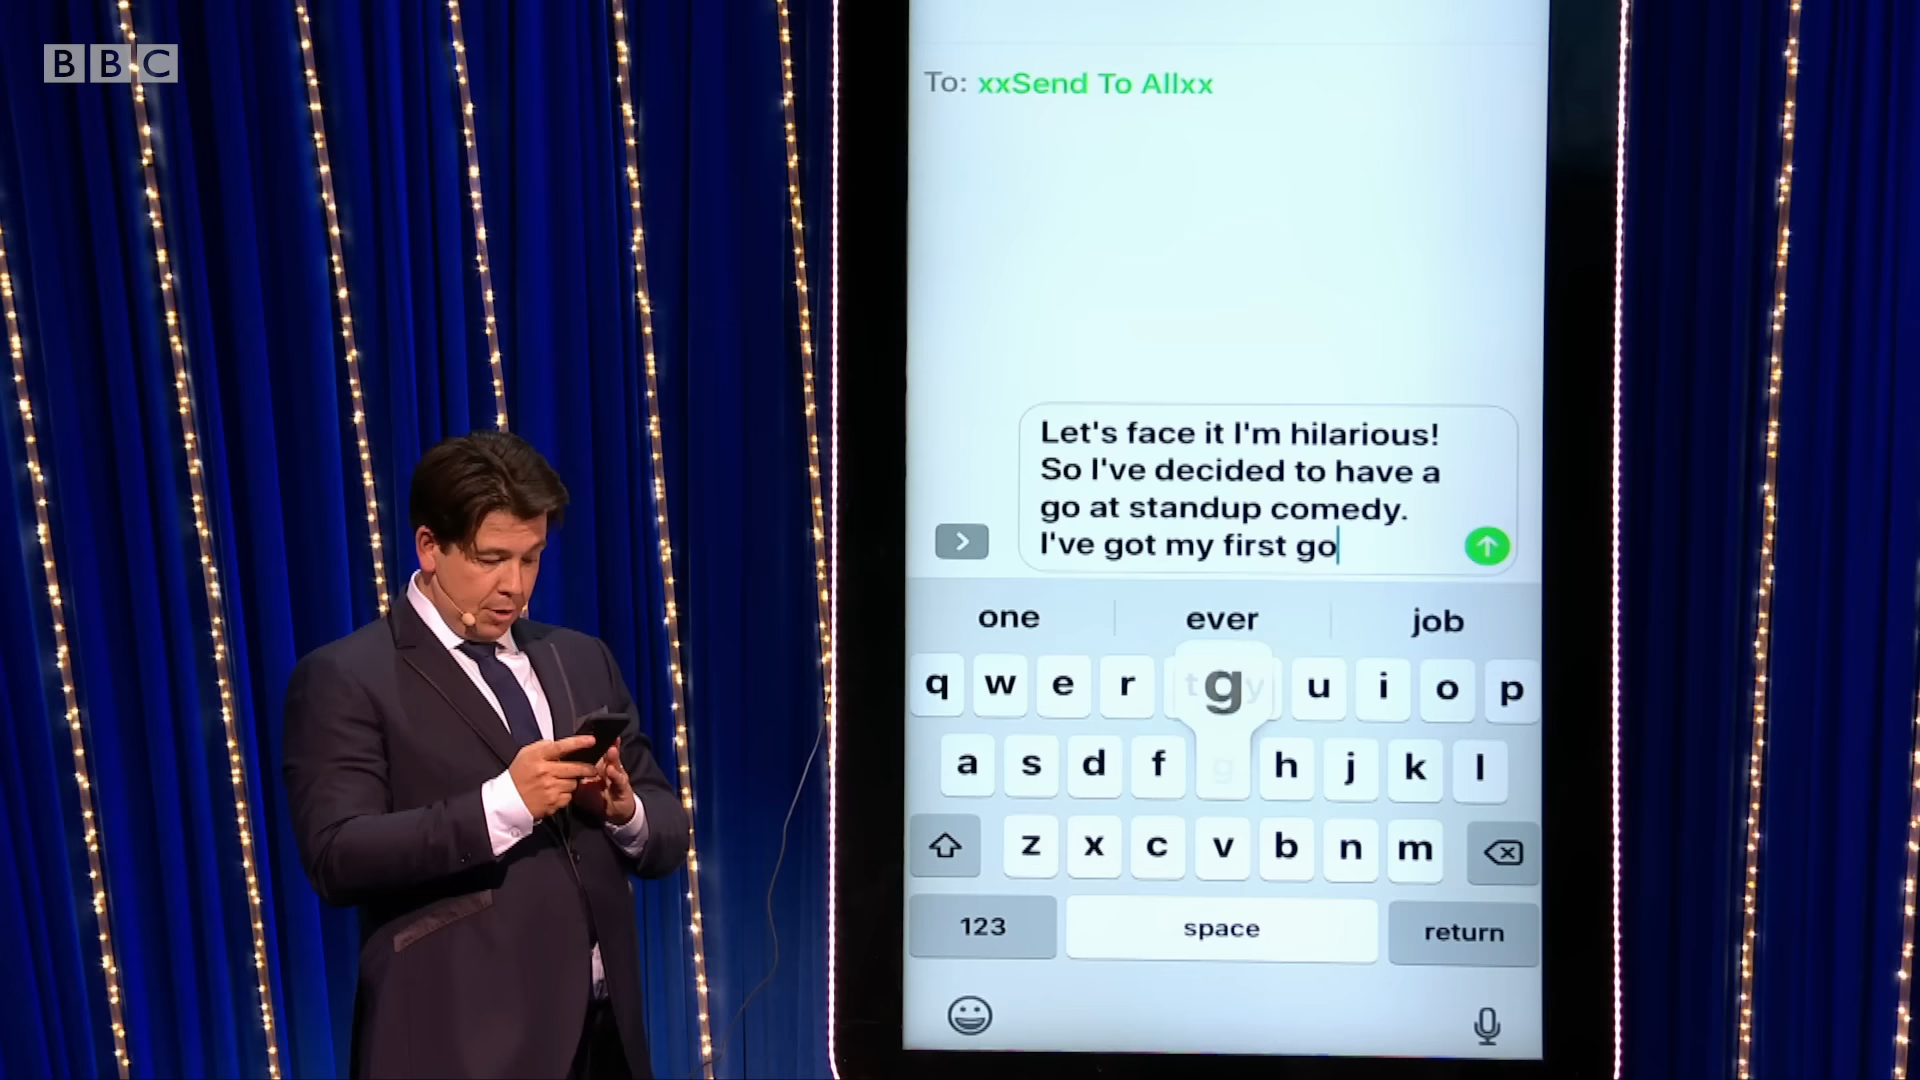 BBC
To: xxSend To Allxx
Let's face it I'm hilarious!
So I've decided to have a
go at standup comedy.
I've got my first go
one ever job
q w e r t g y u i o p
a s d f g h j k l
z x c v b n m
123 space return